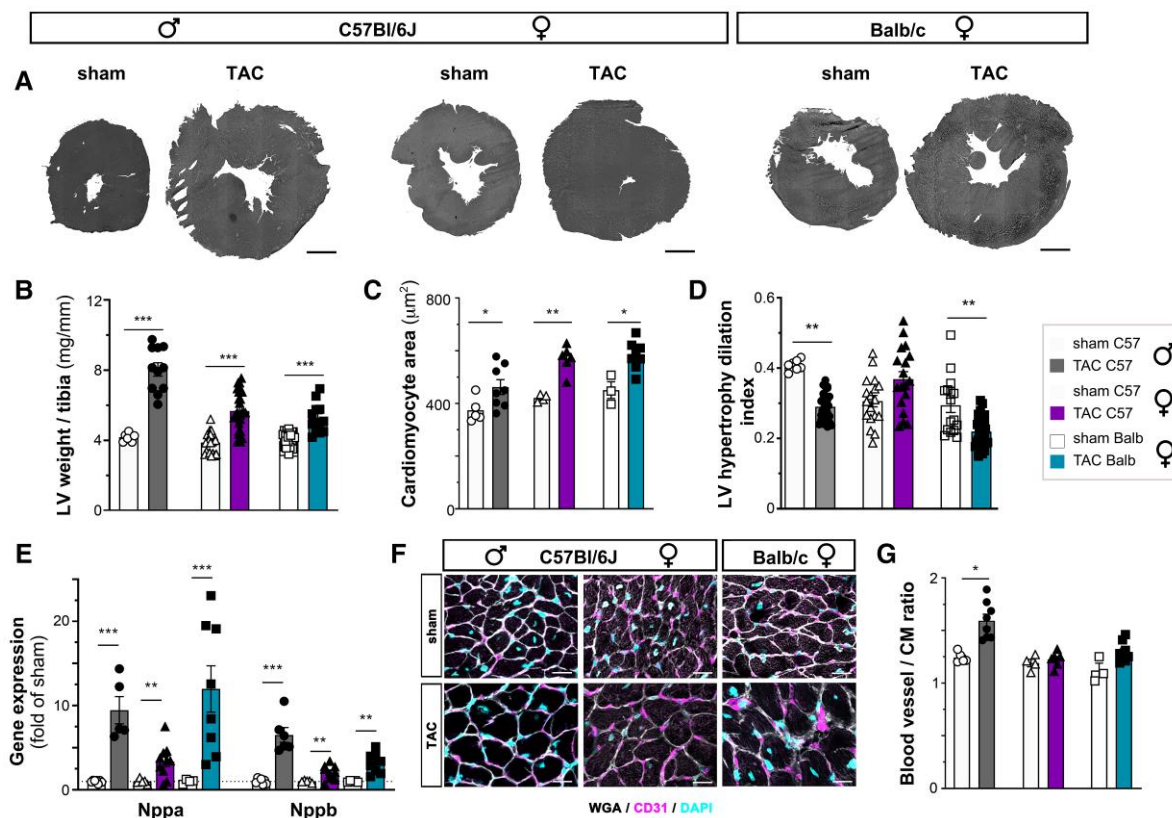 ♂ C57Bl/6J ♀
Balb/c ♀
A
sham TAC sham TAC sham TAC
B
LV weight / tibia (mg/mm)
12
8
4
0
*** *** ***
C
Cardiomyocyte area (μm²)
800
400
0
* ** *
D
LV hypertrophy dilation
index
0.6
0.4
0.2
0
** **
sham C57
TAC C57
♂
sham C57
TAC C57
♀
sham Balb
TAC Balb
♀
E
Gene expression
(fold of sham)
20
10
5
0
*** ** *** *** ** **
Nppa Nppb
F
♂ C57Bl/6J ♀ Balb/c ♀
sham
TAC
WGA / CD31 / DAPI
G
Blood vessel / CM ratio
2
1
0
*